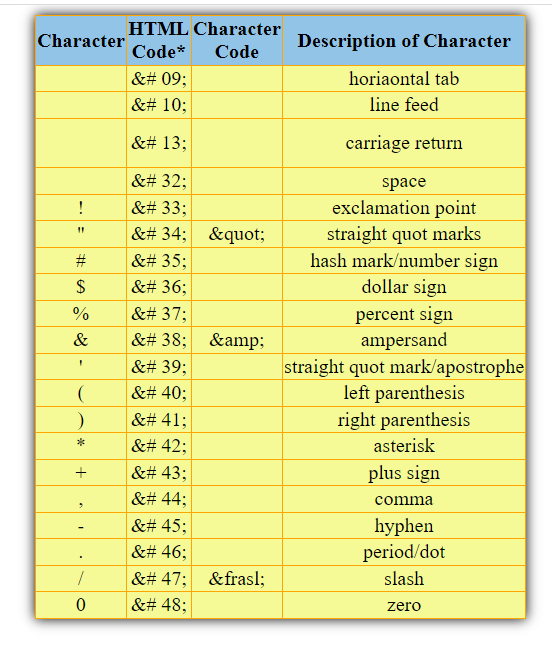 Character HTML Code* Character Code Description of Character
&# 09; horiaontal tab
&# 10; line feed
&# 13; carriage return
&# 32; space
! &# 33; exclamation point
" &# 34; &quot; straight quot marks
# &# 35; hash mark/number sign
$ &# 36; dollar sign
% &# 37; percent sign
& &# 38; &amp; ampersand
' &# 39; straight quot mark/apostrophe
( &# 40; left parenthesis
) &# 41; right parenthesis
* &# 42; asterisk
+ &# 43; plus sign
, &# 44; comma
- &# 45; hyphen
. &# 46; period/dot
/ &# 47; &frasl; slash
0 &# 48; zero